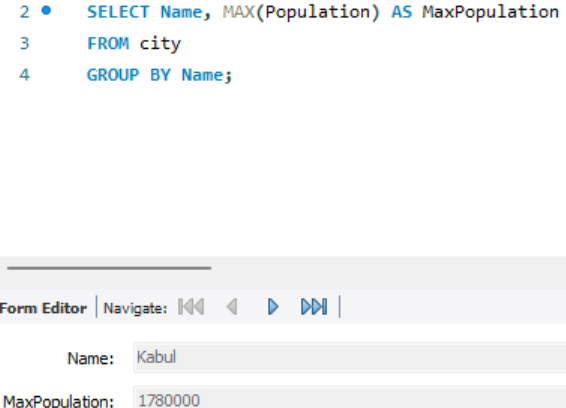 2 SELECT Name, MAX(Population) AS MaxPopulation
3 FROM city
4 GROUP BY Name;
Form Editor Navigate:
Name: Kabul
MaxPopulation: 1780000